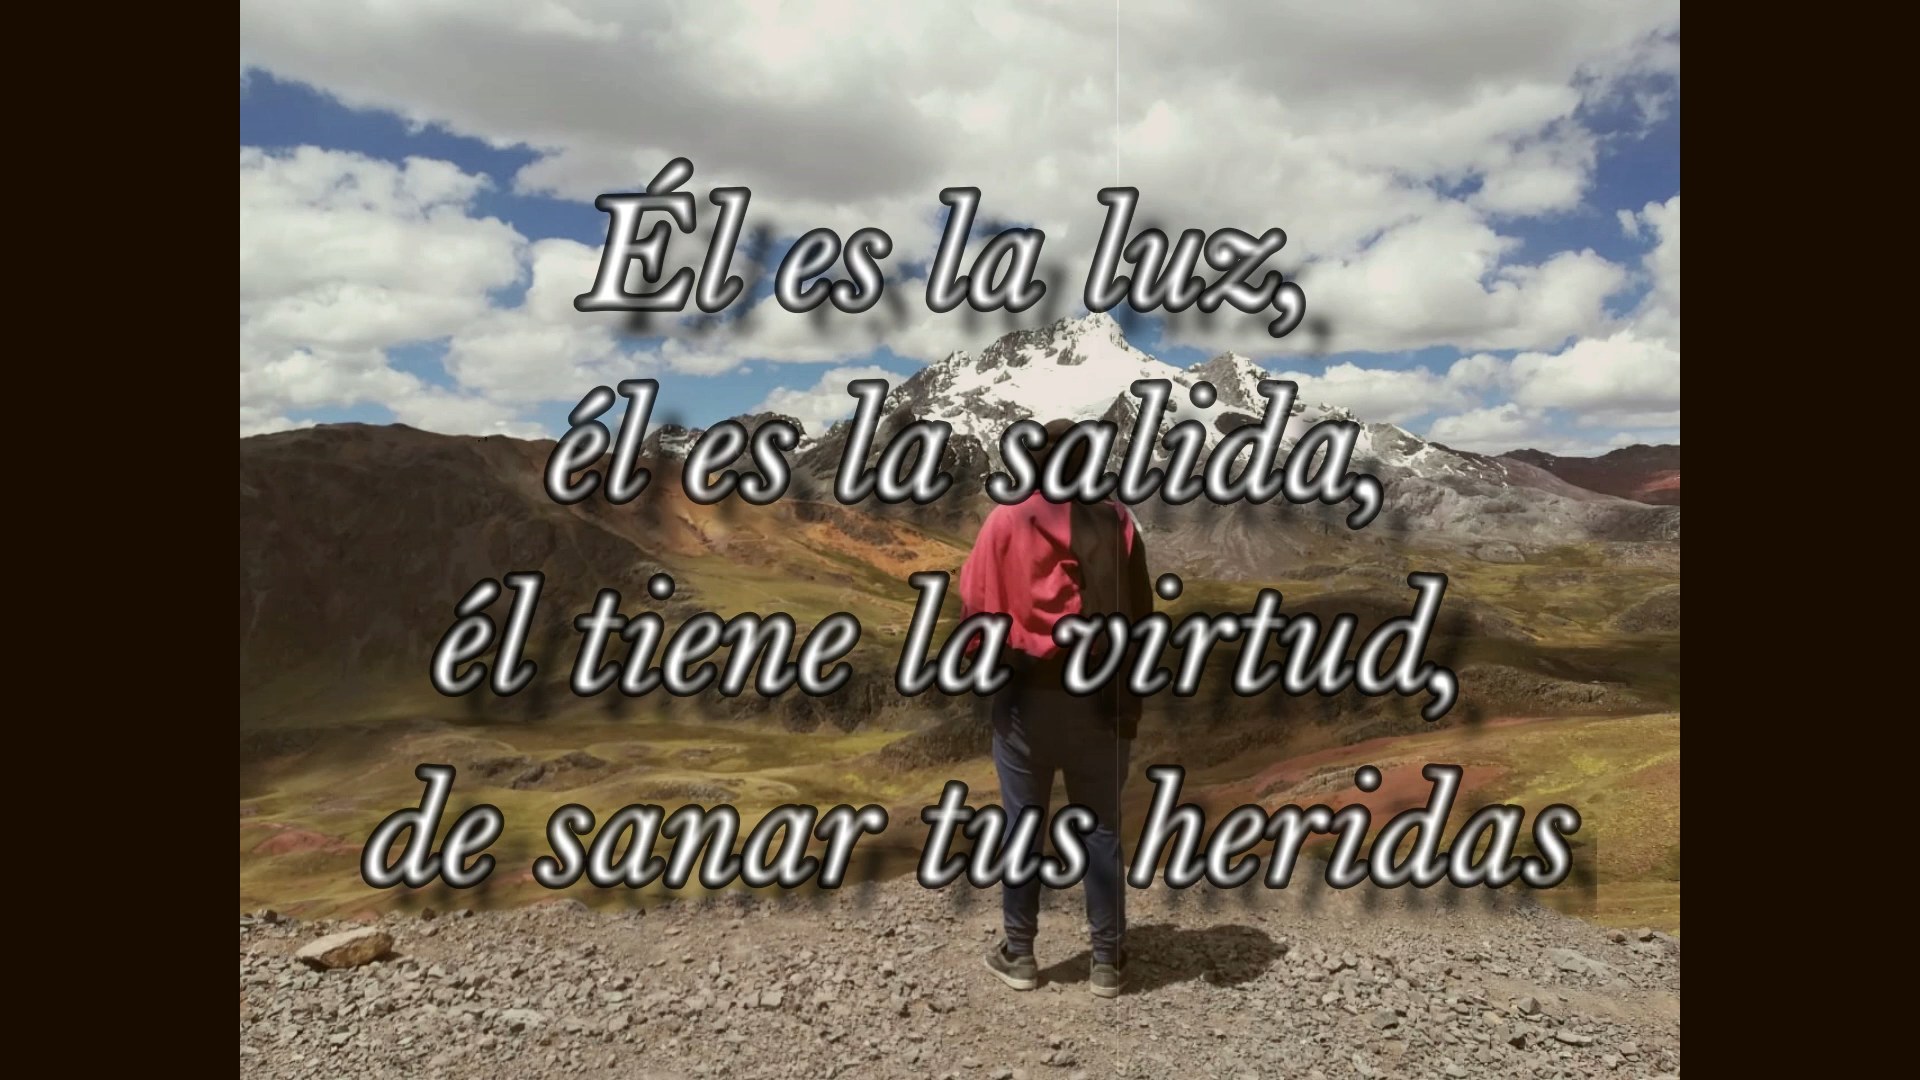 Él es la luz,
él es la salida,
él tiene la virtud,
de sanar tus heridas